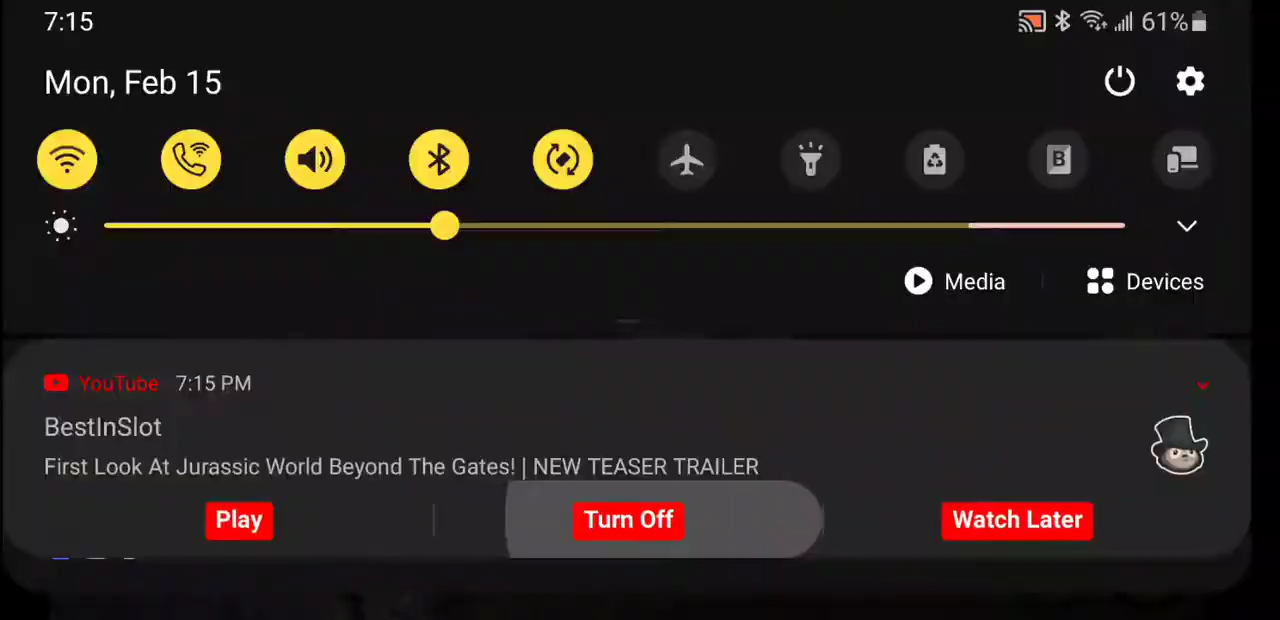 7:15 61%
Mon, Feb 15
B
Media Devices
YouTube 7:15 PM
BestInSlot
First Look At Jurassic World Beyond The Gates! | NEW TEASER TRAILER
Play Turn Off Watch Later